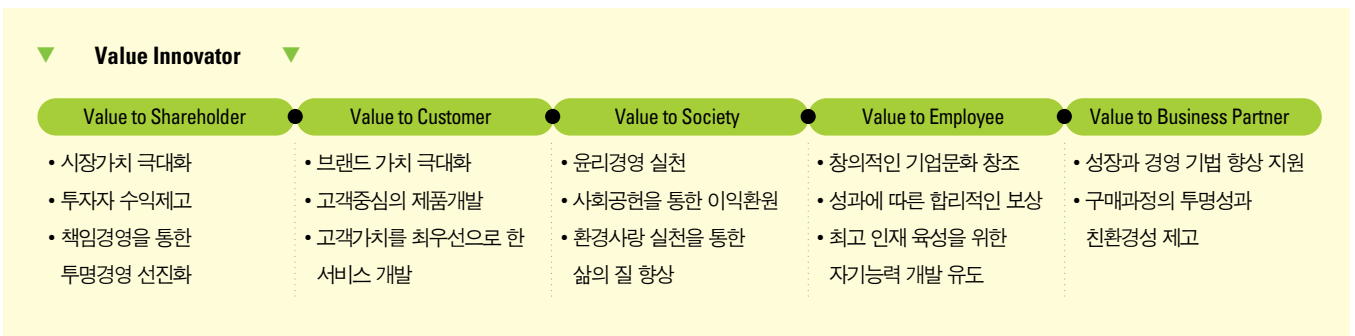 Value Innovator
Value to Shareholder
• 시장가치 극대화
• 투자자 수익제고
• 책임경영을 통한
투명경영 선진화
Value to Customer
• 브랜드 가치 극대화
• 고객중심의 제품개발
• 고객가치를 최우선으로 한
서비스 개발
Value to Society
• 윤리경영 실천
• 사회공헌을 통한 이익환원
• 환경사랑 실천을 통한
삶의 질 향상
Value to Employee
• 창의적인 기업문화 창조
• 성과에 따른 합리적인 보상
• 최고 인재 육성을 위한
자기능력 개발 유도
Value to Business Partner
• 성장과 경영 기법 향상 지원
• 구매과정의 투명성과
친환경성 제고